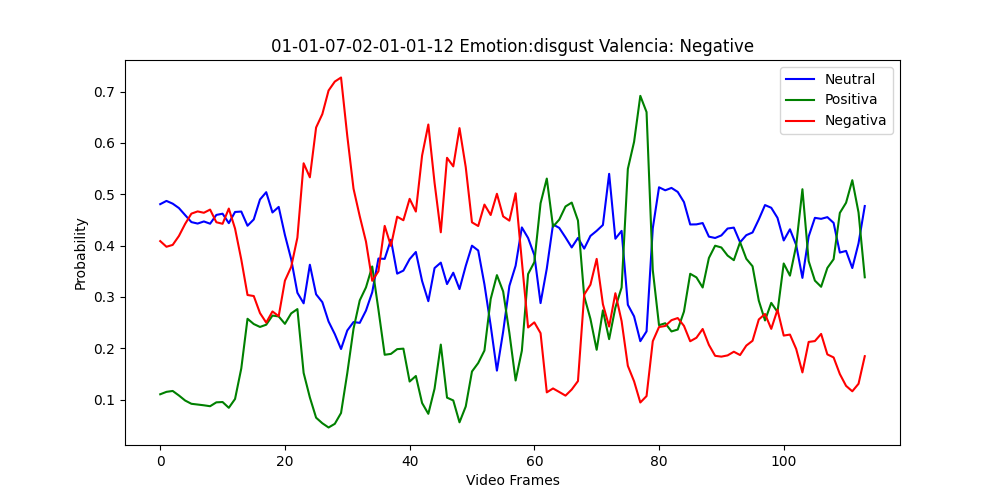 01-01-07-02-01-01-12 Emotion:disgust Valencia: Negative
Neutral
Positiva
Negativa
Probability
0.7
0.6
0.5
0.4
0.3
0.2
0.1
0 20 40 60 80 100
Video Frames